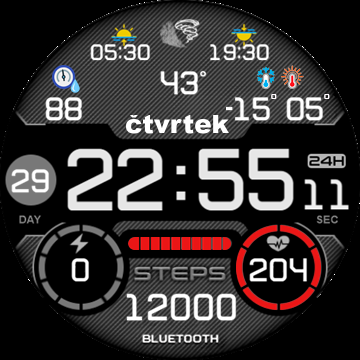 05:30 19:30
88 43° -15° 05°
čtvrtek
29 22:55 24H 11
DAY SEC
0 STEPS 204
12000
BLUETOOTH